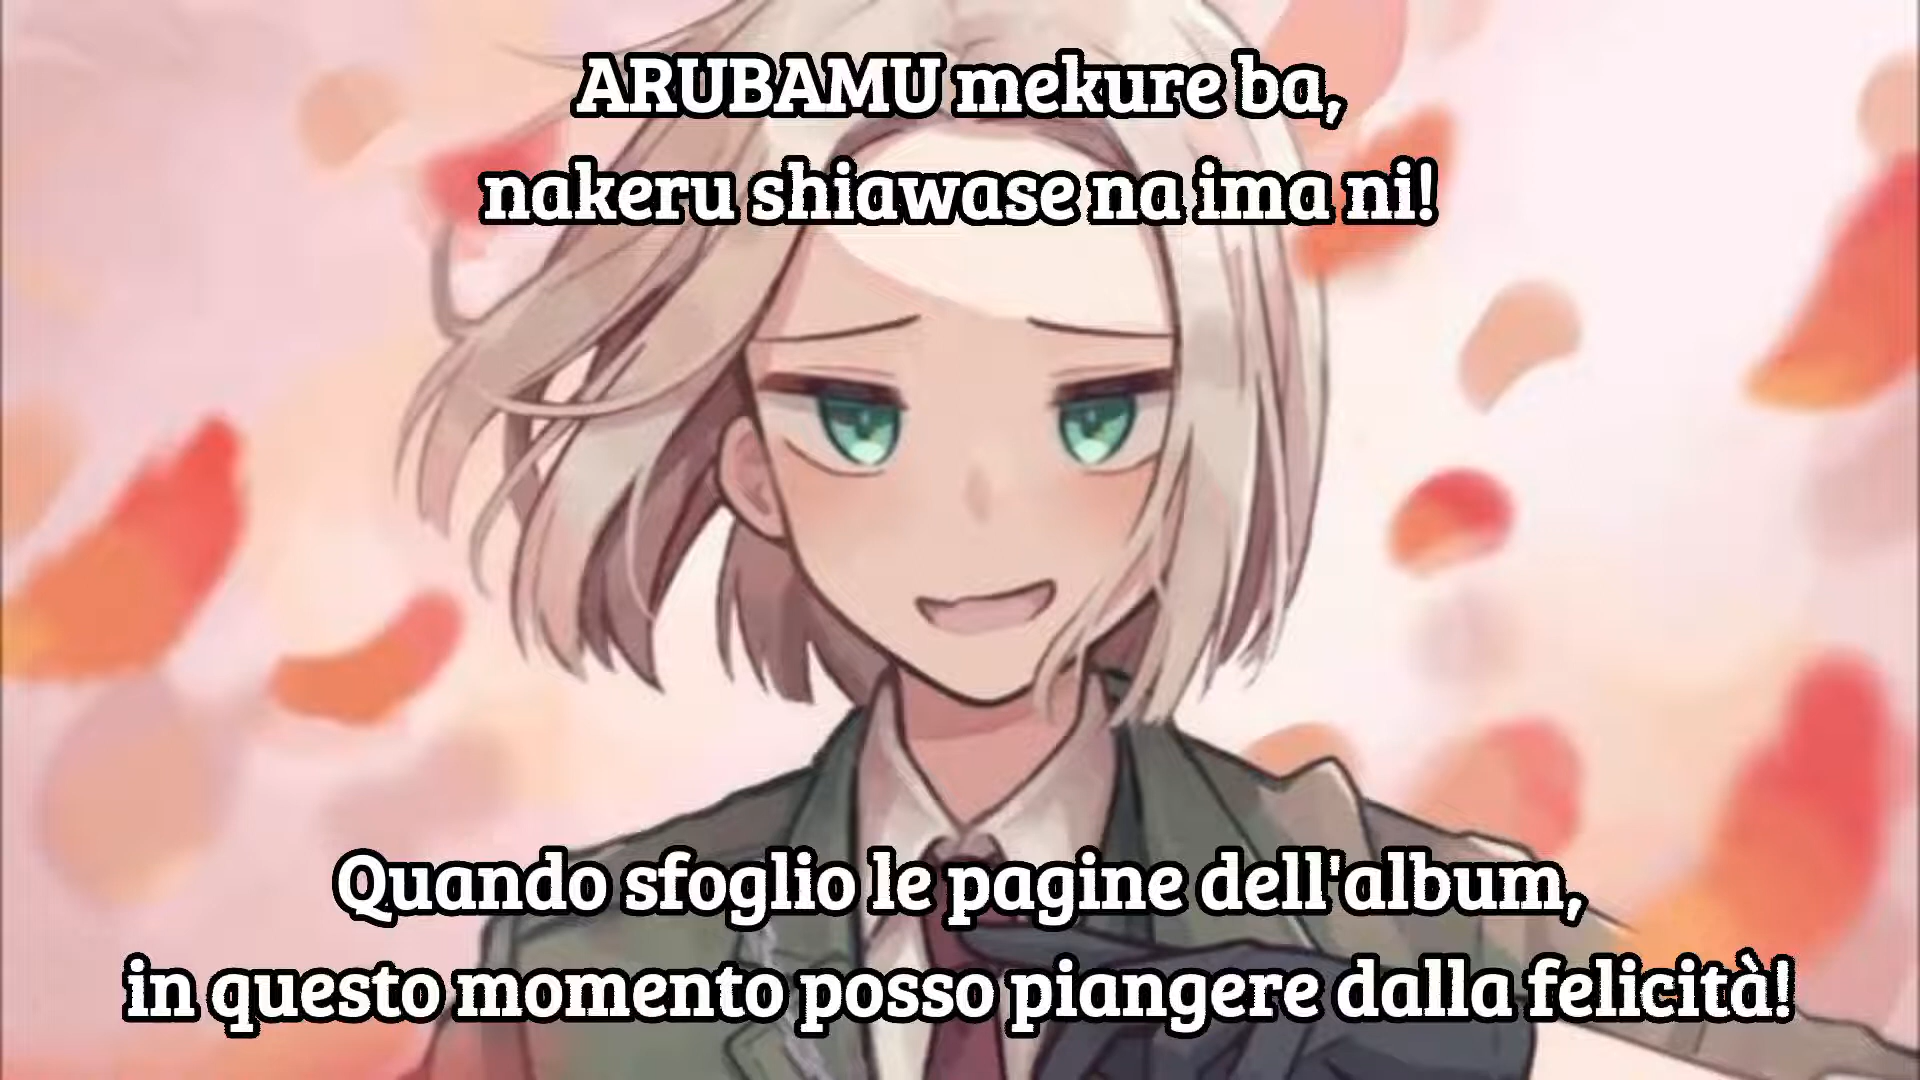 ARUBAMU mekure ba,
nakeru shiawase na ima ni!
Quando sfoglio le pagine dell'album,
in questo momento posso piangere dalla felicità!